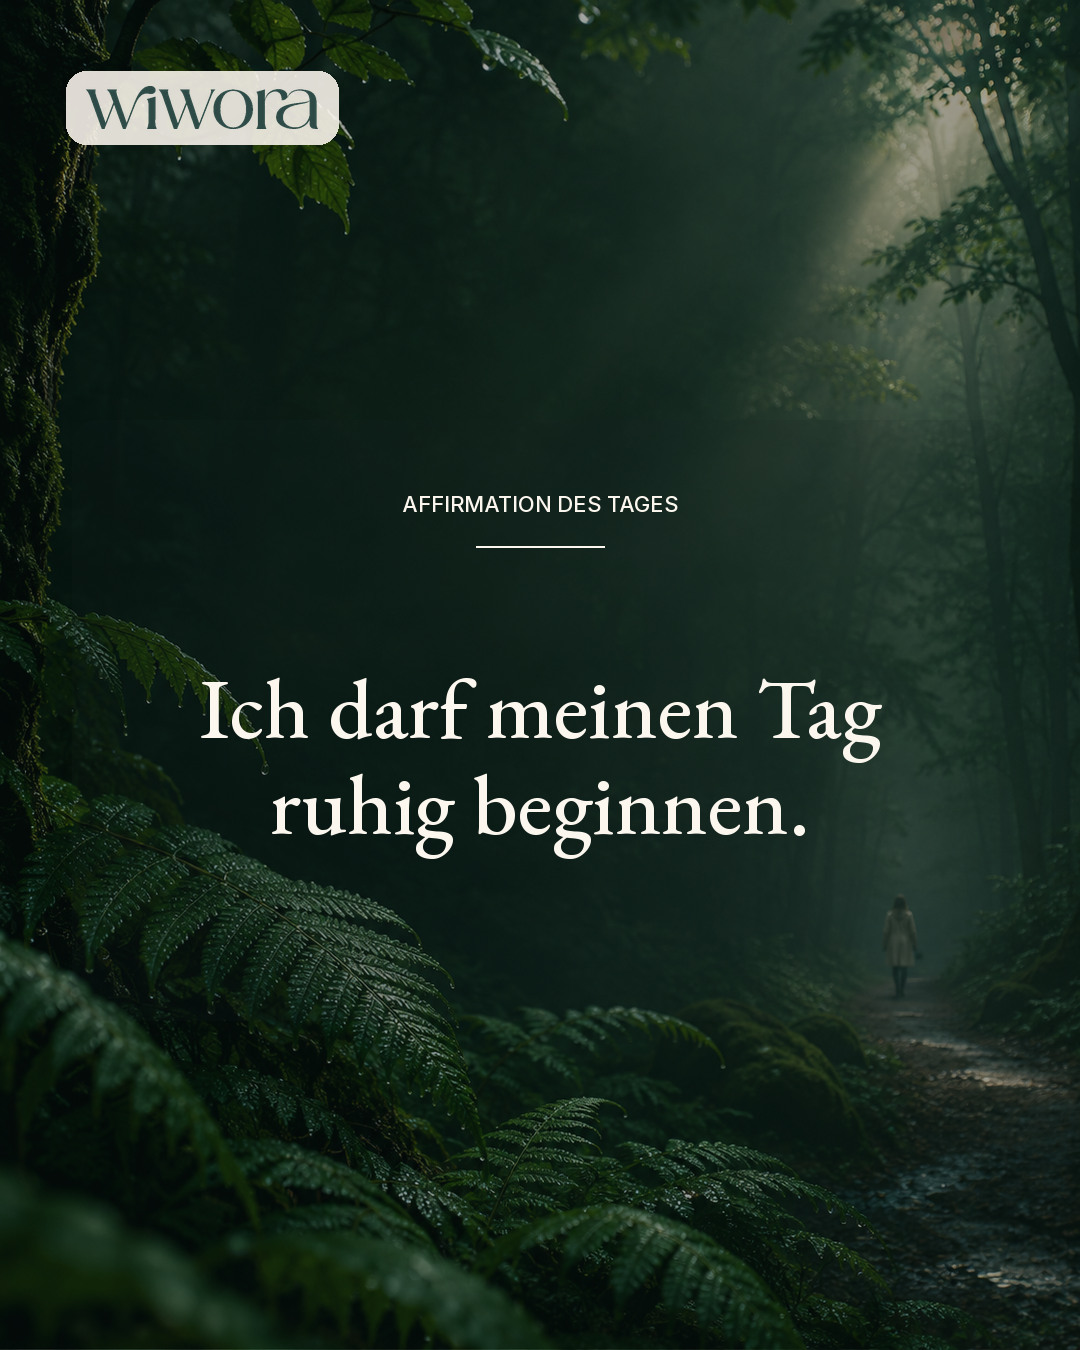 wiwora
AFFIRMATION DES TAGES
Ich darf meinen Tag
ruhig beginnen.